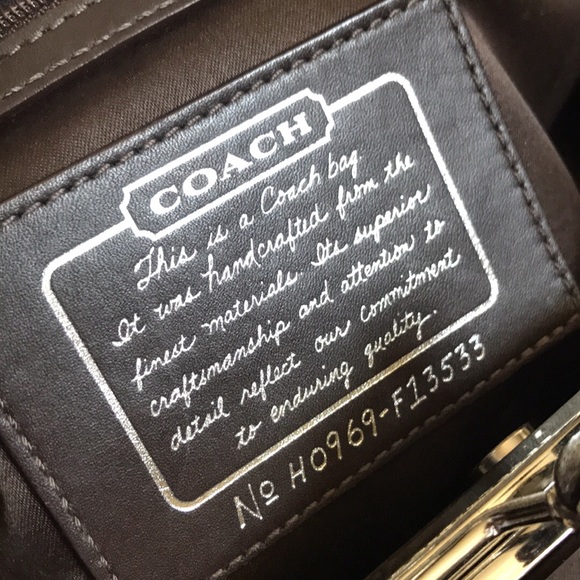 COACH
This is a Coach bag
It was handcrafted from the
finest materials. Its superior
craftsmanship and attention to
detail reflect our commitment
to enduring quality.
No H0969-F13533